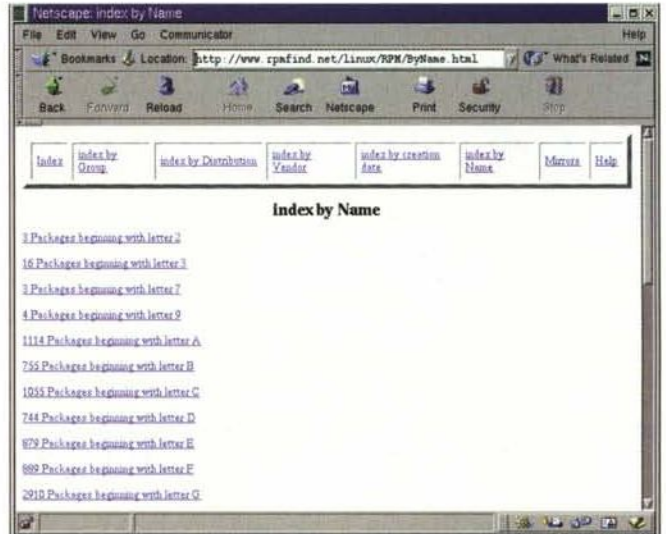 Netscape: index by Name
File Edit View Go Communicator Help
Bookmarks Location: http://www.rpmfind.net/linux/RPM/ByName.html What's Related
Back Forward Reload Home Search Netscape Print Security Stop
Index index by Group index by Distribution index by Vendor index by creation date index by Name Mirrors Help
index by Name
3 Packages beginning with letter 2
16 Packages beginning with letter 3
3 Packages beginning with letter 7
4 Packages beginning with letter 9
1114 Packages beginning with letter A
755 Packages beginning with letter B
1055 Packages beginning with letter C
744 Packages beginning with letter D
879 Packages beginning with letter E
889 Packages beginning with letter F
2910 Packages beginning with letter G